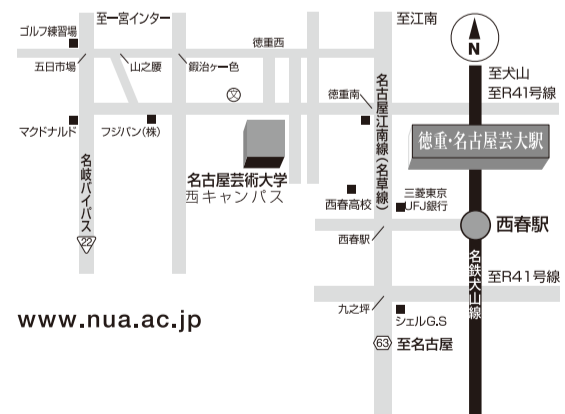 至一宮インター
至江南
ゴルフ練習場
徳重西
N
五日市場
山之腰
鍛治ケ一色
至犬山
至R41号線
文
徳重南
マクドナルド
フジパン(株)
徳重・名古屋芸大駅
名古屋江南線(名草線)
名岐バイパス
22
名古屋芸術大学
西キャンパス
西春高校
三菱東京
UFJ銀行
西春駅
西春駅
名鉄犬山線
至R41号線
九之坪
シェルG.S
www.nua.ac.jp
63
至名古屋